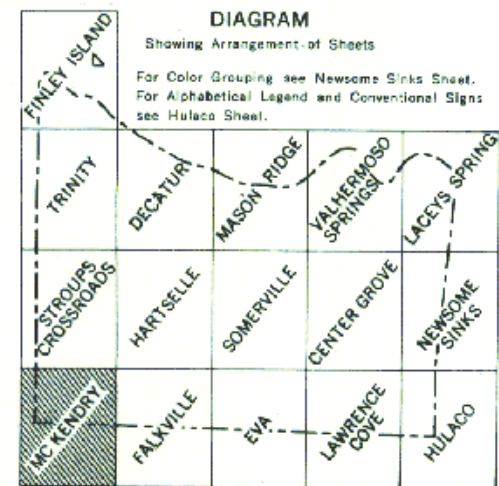 DIAGRAM
Showing Arrangement of Sheets
For Color Grouping see Newsome Sinks Sheet.
For Alphabetical Legend and Conventional Signs
see Hulaco Sheet.
FINLEY ISLAND
TRINITY
DECATUR
MASON RIDGE
VALHERMOSO
SPRINGS
LACEYS SPRING
STROUPS
CROSSROADS
HARTSELLE
SOMERVILLE
CENTER GROVE
NEWSOME
SINKS
MC KENDRY
FALKVILLE
EVA
LAWRENCE
COVE
HULACO